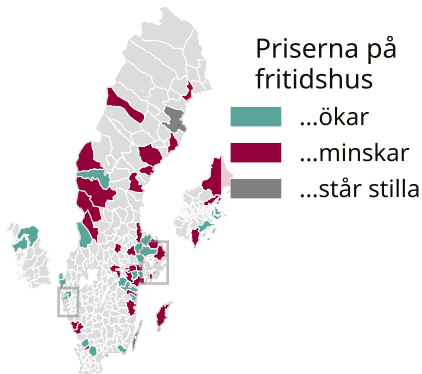 Priserna på
fritidshus
...ökar
...minskar
...står stilla